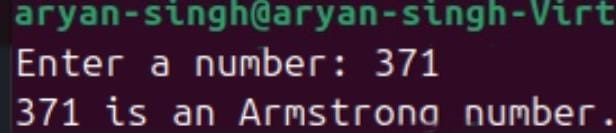 aryan-singh@aryan-singh-Virt
Enter a number: 371
371 is an Armstrong number.